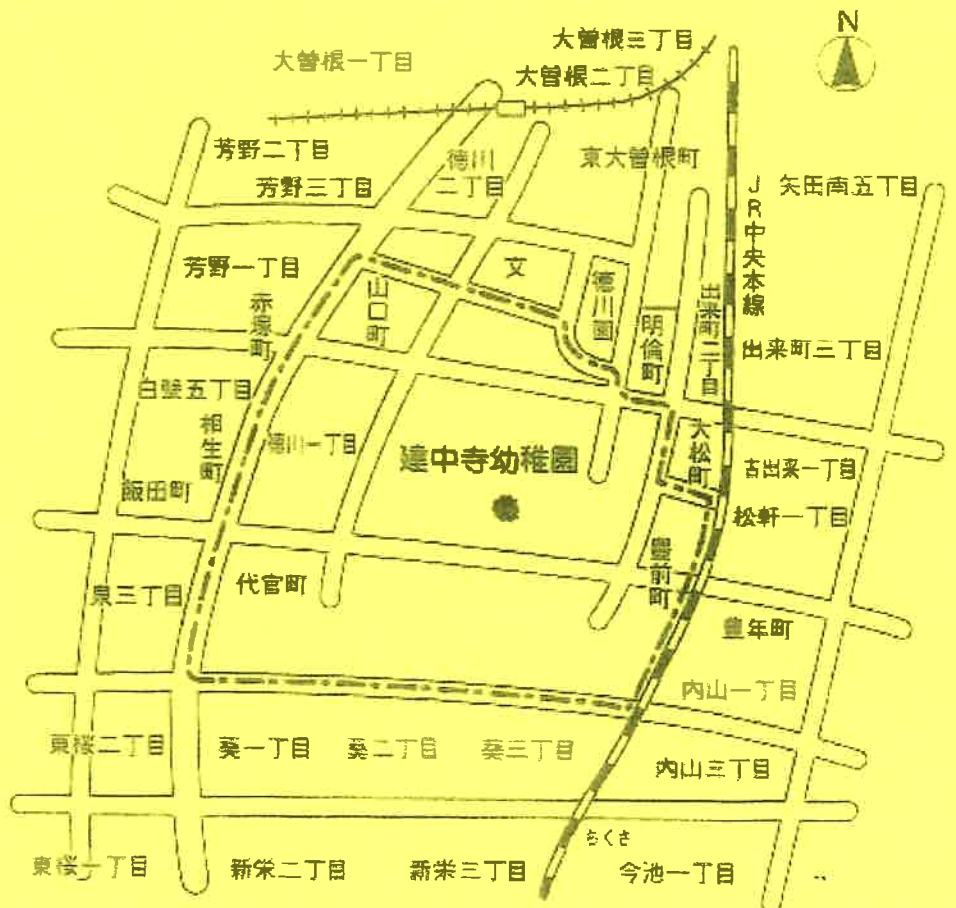 N
大曽根三丁目
大曽根一丁目
大曽根二丁目
芳野二丁目
徳川
二丁目
東大曽根町
芳野三丁目
JR中央本線
矢田南五丁目
芳野一丁目
文
徳川園
山口町
赤塚町
明倫町
出来町二丁目
出来町三丁目
白壁五丁目
相生町
徳川一丁目
大松町
建中寺幼稚園
古出来一丁目
飯田町
松軒一丁目
豊前町
泉三丁目
代官町
豊年町
内山一丁目
東桜二丁目
葵一丁目
葵二丁目
葵三丁目
内山三丁目
ちくさ
東桜一丁目
新栄二丁目
新栄三丁目
今池一丁目